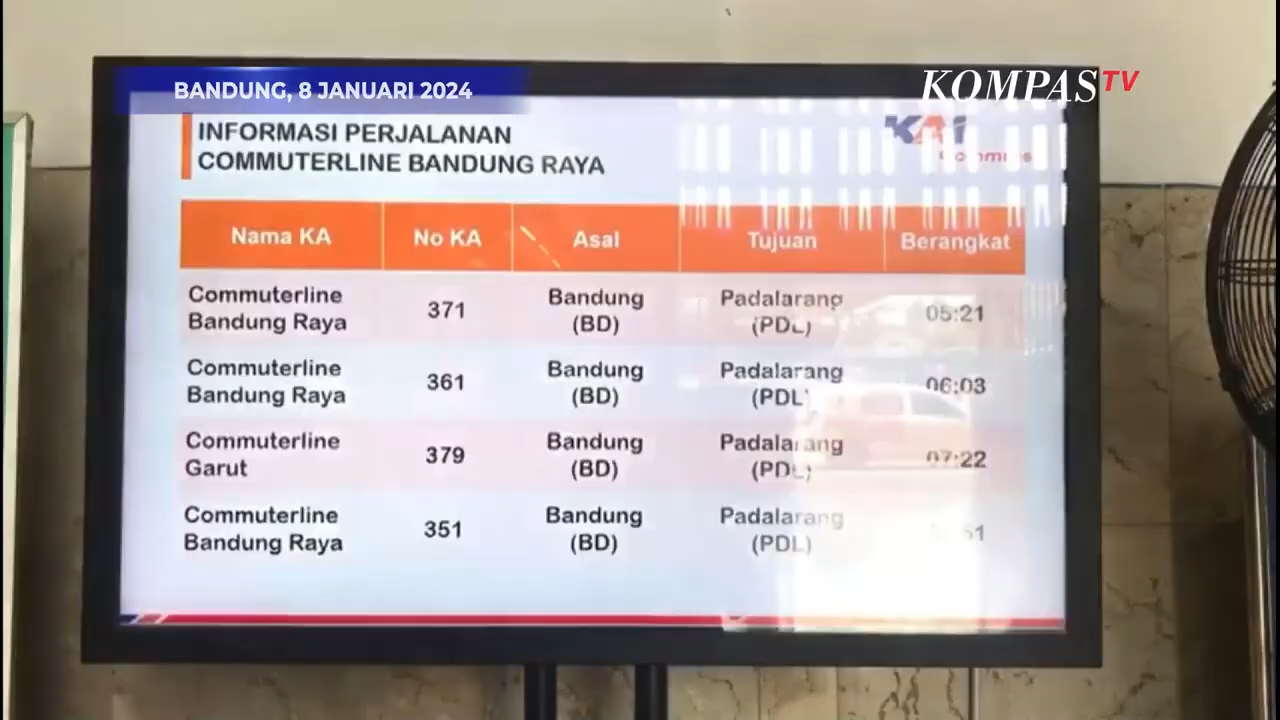 BANDUNG, 8 JANUARI 2024
KOMPASTV
INFORMASI PERJALANAN
COMMUTERLINE BANDUNG RAYA
KAI
Commuter
Nama KA No KA Asal Tujuan Berangkat
Commuterline Bandung Raya 371 Bandung (BD) Padalarang (PDL) 05:21
Commuterline Bandung Raya 361 Bandung (BD) Padalarang (PDL) 06:03
Commuterline Garut 379 Bandung (BD) Padalarang (PDL) 07:22
Commuterline Bandung Raya 351 Bandung (BD) Padalarang (PDL)